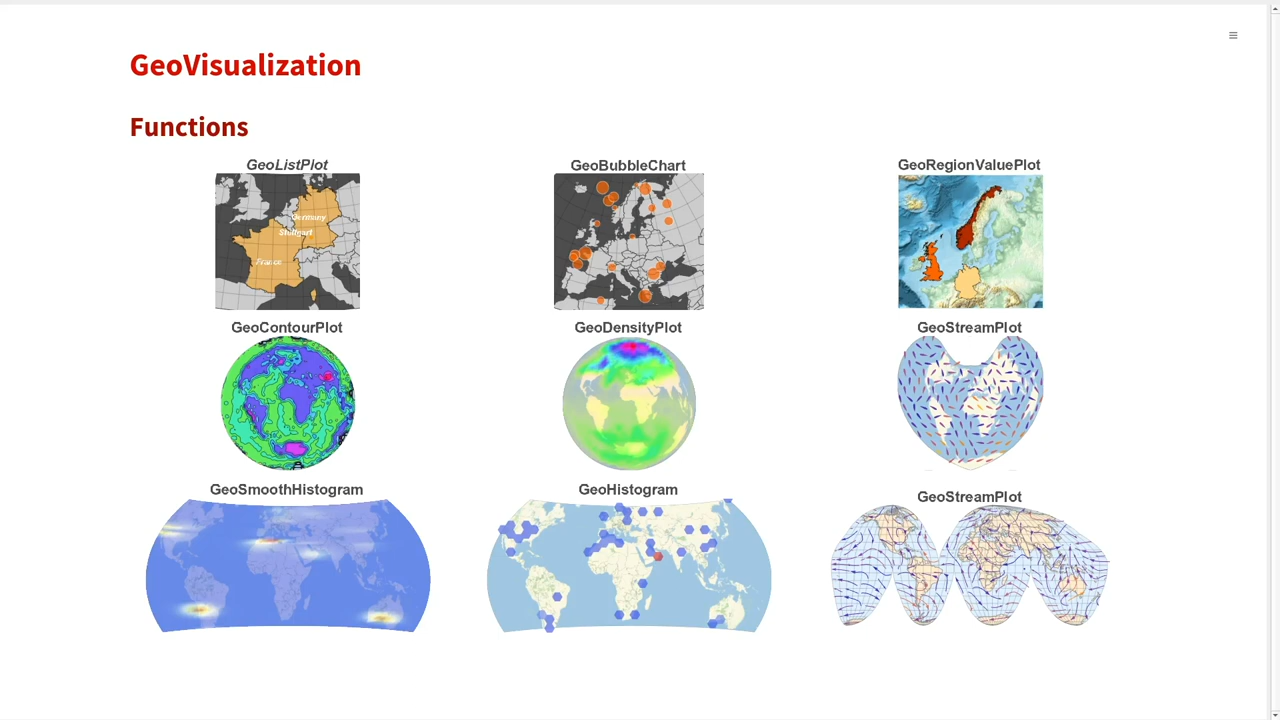 GeoVisualization
Functions
GeoListPlot
GeoBubbleChart
GeoRegionValuePlot
Germany
Stuttgart
France
GeoContourPlot
GeoDensityPlot
GeoStreamPlot
GeoSmoothHistogram
GeoHistogram
GeoStreamPlot